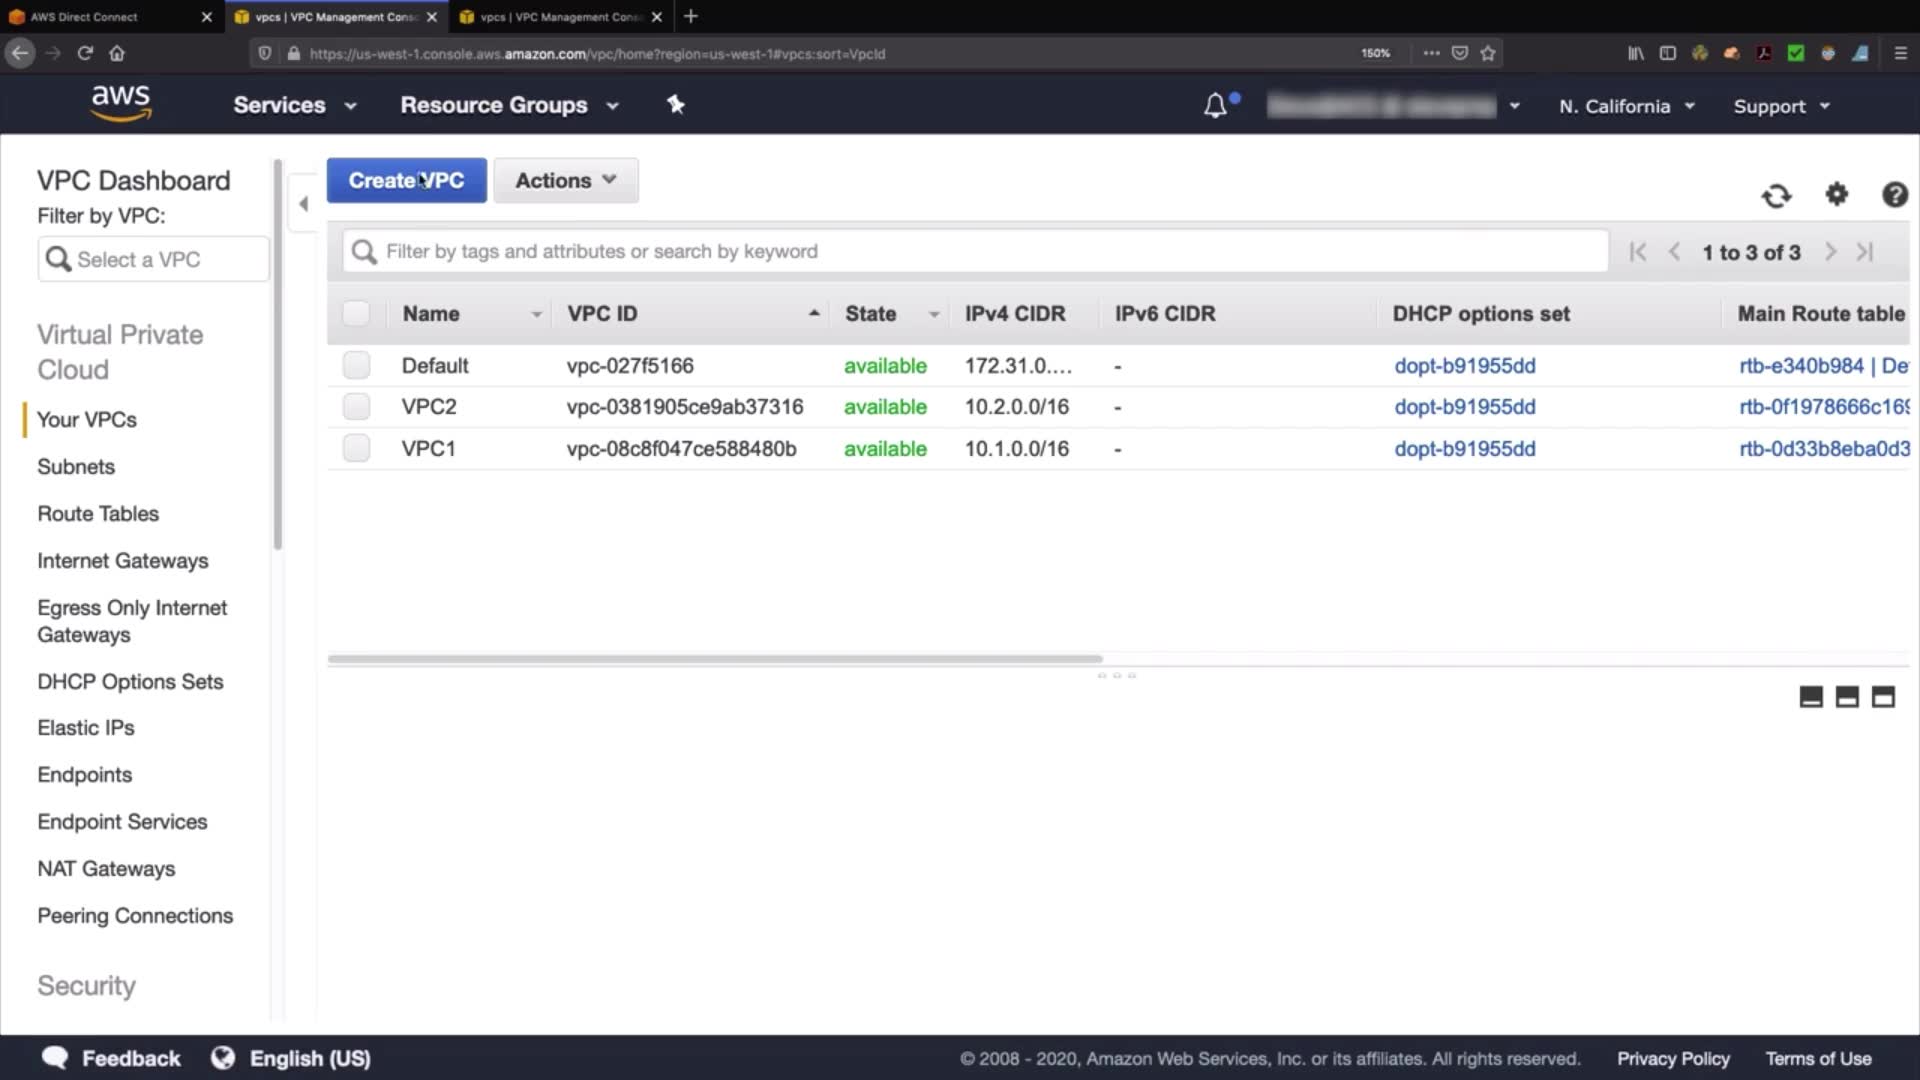 AWS Direct Connect
vpcs | VPC Management Conso
vpcs | VPC Management Conso
https://us-west-1.console.aws.amazon.com/vpc/home?region=us-west-1#vpcs:sort=VpcId
150%
aws
Services
Resource Groups
N. California
Support
VPC Dashboard
Filter by VPC:
Select a VPC
Virtual Private
Cloud
Your VPCs
Subnets
Route Tables
Internet Gateways
Egress Only Internet
Gateways
DHCP Options Sets
Elastic IPs
Endpoints
Endpoint Services
NAT Gateways
Peering Connections
Security
Create VPC
Actions
Filter by tags and attributes or search by keyword
1 to 3 of 3
Name VPC ID State IPv4 CIDR IPv6 CIDR DHCP options set Main Route table
Default vpc-027f5166 available 172.31.0.... - dopt-b91955dd rtb-e340b984 | De
VPC2 vpc-0381905ce9ab37316 available 10.2.0.0/16 - dopt-b91955dd rtb-0f1978666c169
VPC1 vpc-08c8f047ce588480b available 10.1.0.0/16 - dopt-b91955dd rtb-0d33b8eba0d3
Feedback
English (US)
© 2008 - 2020, Amazon Web Services, Inc. or its affiliates. All rights reserved.
Privacy Policy
Terms of Use